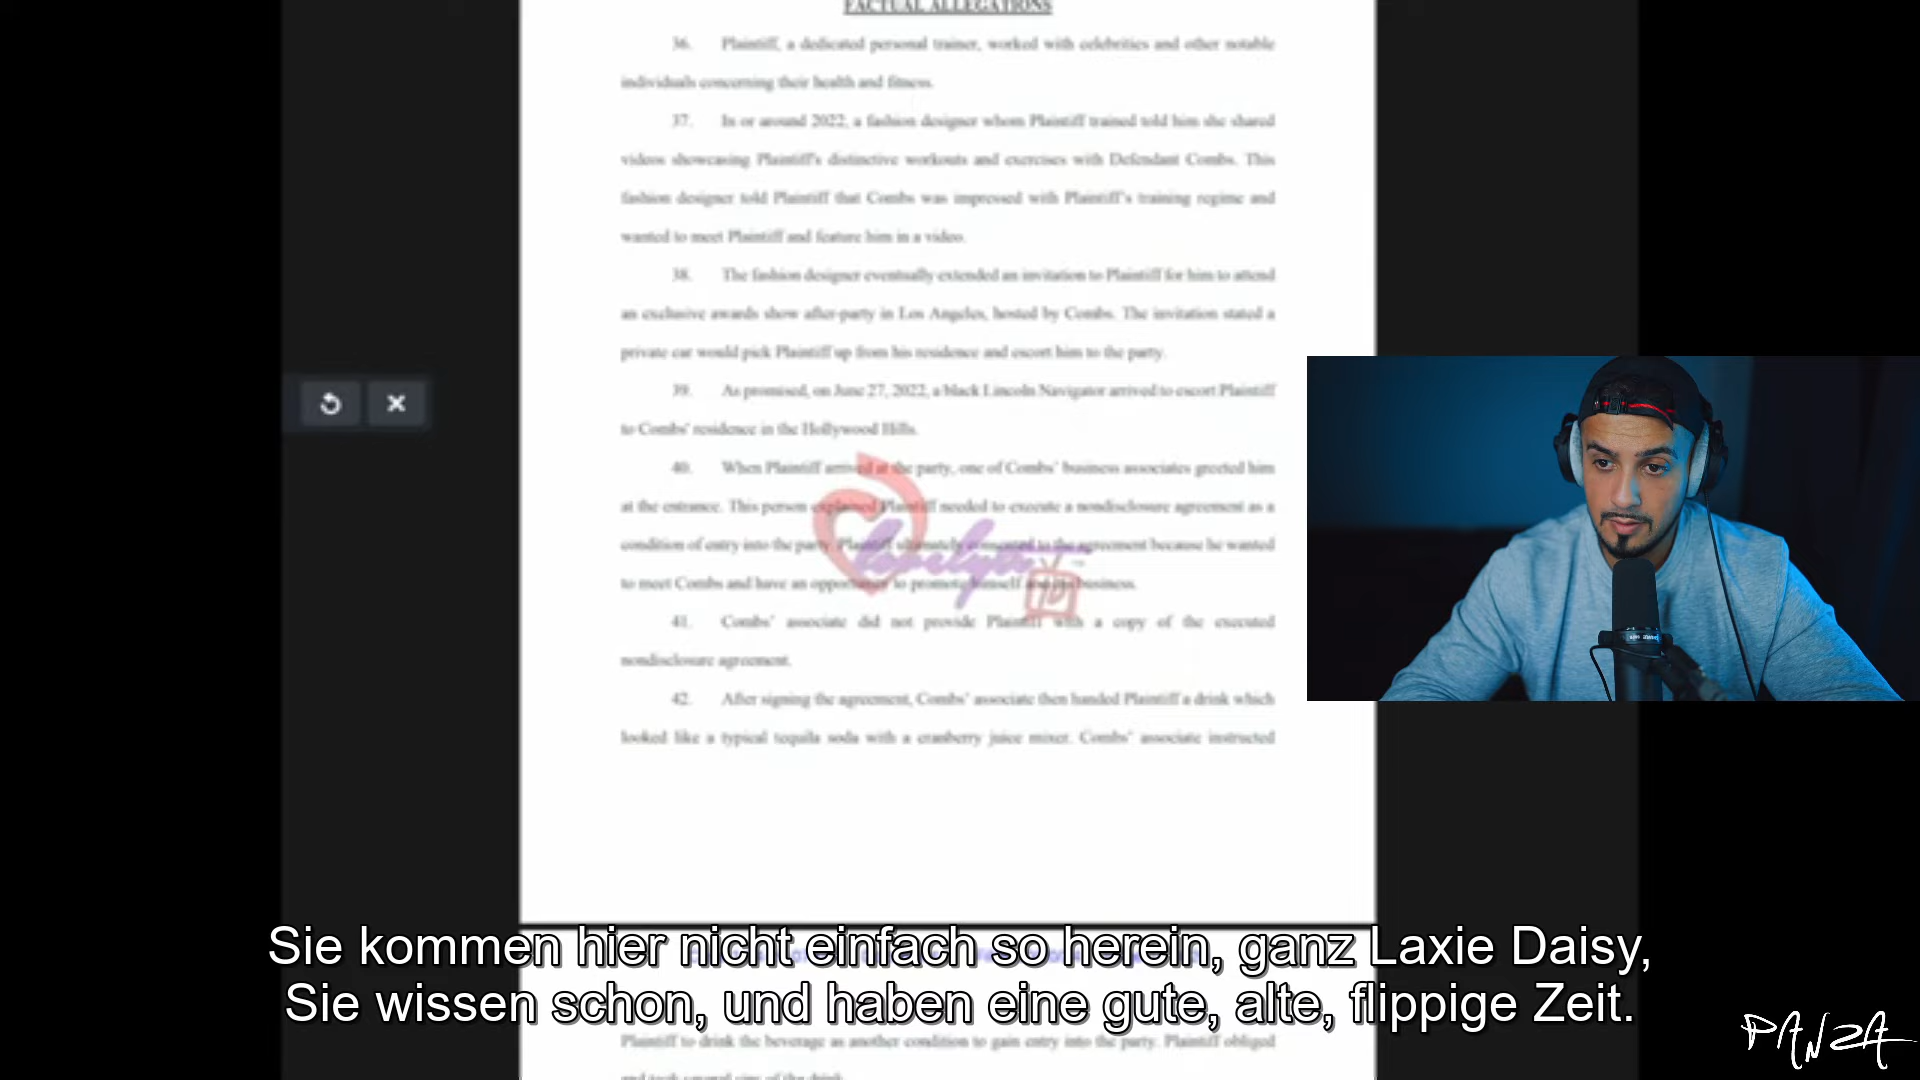 FACTUAL ALLEGATIONS
36. Plaintiff, a dedicated personal trainer, worked with celebrities and other notable
individuals concerning their health and fitness.
37. In or around 2022, a fashion designer whom Plaintiff trained told him she shared
videos showcasing Plaintiff's distinctive workouts and exercises with Defendant Combs. This
fashion designer told Plaintiff that Combs was impressed with Plaintiff's training regime and
wanted to meet Plaintiff and feature him in a video.
38. The fashion designer eventually extended an invitation to Plaintiff for him to attend
an exclusive awards show after-party in Los Angeles, hosted by Combs. The invitation stated a
private car would pick Plaintiff up from his residence and escort him to the party.
39. As promised, on June 27, 2022, a black Lincoln Navigator arrived to escort Plaintiff
to Combs' residence in the Hollywood Hills.
40. When Plaintiff arrived at the party, one of Combs' business associates greeted him
at the entrance. This person explained Plaintiff needed to execute a nondisclosure agreement as a
condition of entry into the party. Plaintiff ultimately consented to the agreement because he wanted
to meet Combs and have an opportunity to promote himself and his business.
41. Combs' associate did not provide Plaintiff with a copy of the executed
nondisclosure agreement.
42. After signing the agreement, Combs' associate then handed Plaintiff a drink which
looked like a typical tequila soda with a cranberry juice mixer. Combs' associate instructed
Sie kommen hier nicht einfach so herein, ganz Laxie Daisy,
Sie wissen schon, und haben eine gute, alte, flippige Zeit.
Plaintiff to drink the beverage as another condition to gain entry into the party. Plaintiff obliged
and took several sips of the drink.
PANZA